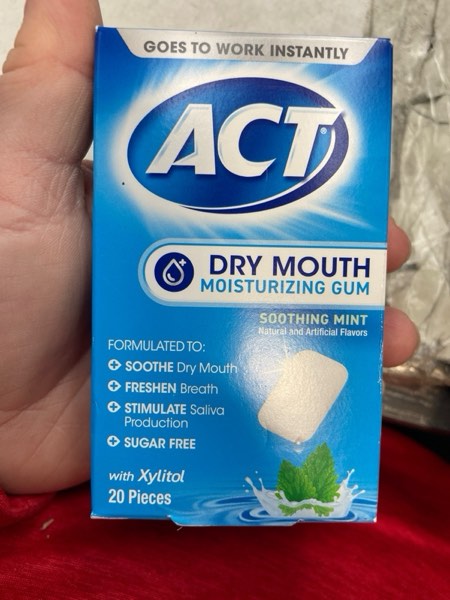 GOES TO WORK INSTANTLY
ACT®
DRY MOUTH
MOISTURIZING GUM
SOOTHING MINT
Natural and Artificial Flavors
FORMULATED TO:
SOOTHE Dry Mouth
FRESHEN Breath
STIMULATE Saliva
Production
SUGAR FREE
with Xylitol
20 Pieces